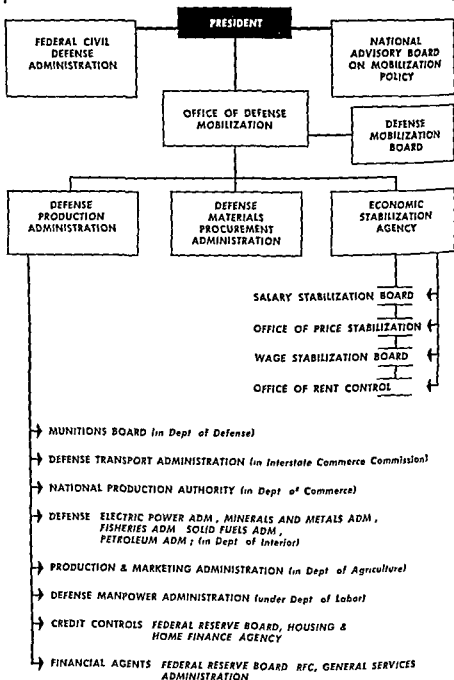 PRESIDENT
FEDERAL CIVIL
DEFENSE
ADMINISTRATION
NATIONAL
ADVISORY BOARD
ON MOBILIZATION
POLICY
OFFICE OF DEFENSE
MOBILIZATION
DEFENSE
MOBILIZATION
BOARD
DEFENSE
PRODUCTION
ADMINISTRATION
DEFENSE
MATERIALS
PROCUREMENT
ADMINISTRATION
ECONOMIC
STABILIZATION
AGENCY
SALARY STABILIZATION BOARD
OFFICE OF PRICE STABILIZATION
WAGE STABILIZATION BOARD
OFFICE OF RENT CONTROL
MUNITIONS BOARD (in Dept of Defense)
DEFENSE TRANSPORT ADMINISTRATION (in Interstate Commerce Commission)
NATIONAL PRODUCTION AUTHORITY (in Dept of Commerce)
DEFENSE ELECTRIC POWER ADM, MINERALS AND METALS ADM,
FISHERIES ADM SOLID FUELS ADM,
PETROLEUM ADM; (in Dept of Interior)
PRODUCTION & MARKETING ADMINISTRATION (in Dept of Agriculture)
DEFENSE MANPOWER ADMINISTRATION (under Dept of Labor)
CREDIT CONTROLS FEDERAL RESERVE BOARD, HOUSING &
HOME FINANCE AGENCY
FINANCIAL AGENTS FEDERAL RESERVE BOARD RFC, GENERAL SERVICES
ADMINISTRATION